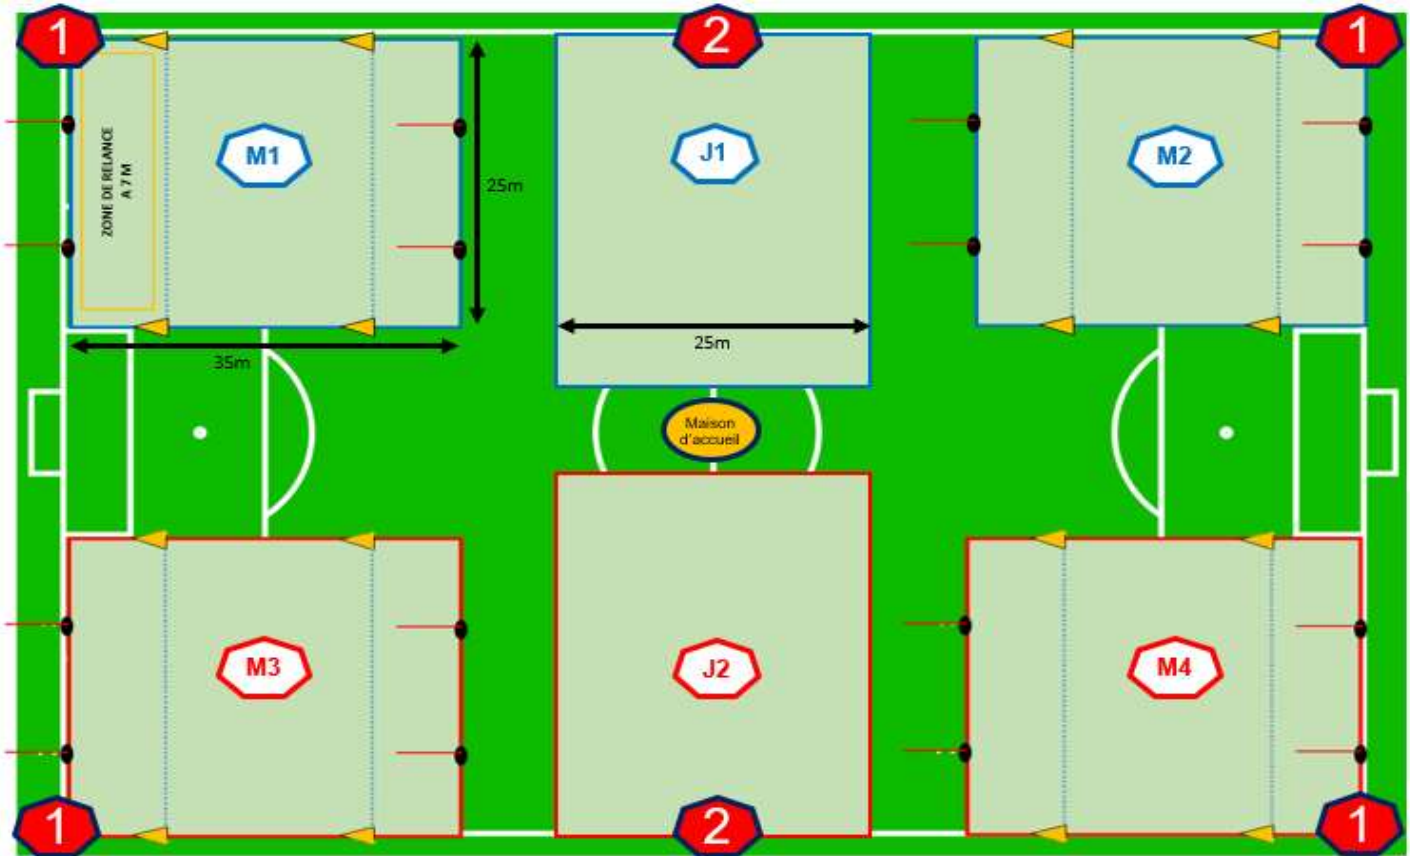 1
2
1
ZONE DE RELANCE
A 7 M
M1
J1
M2
25m
35m
25m
Maison
d'accueil
M3
J2
M4
1
2
1